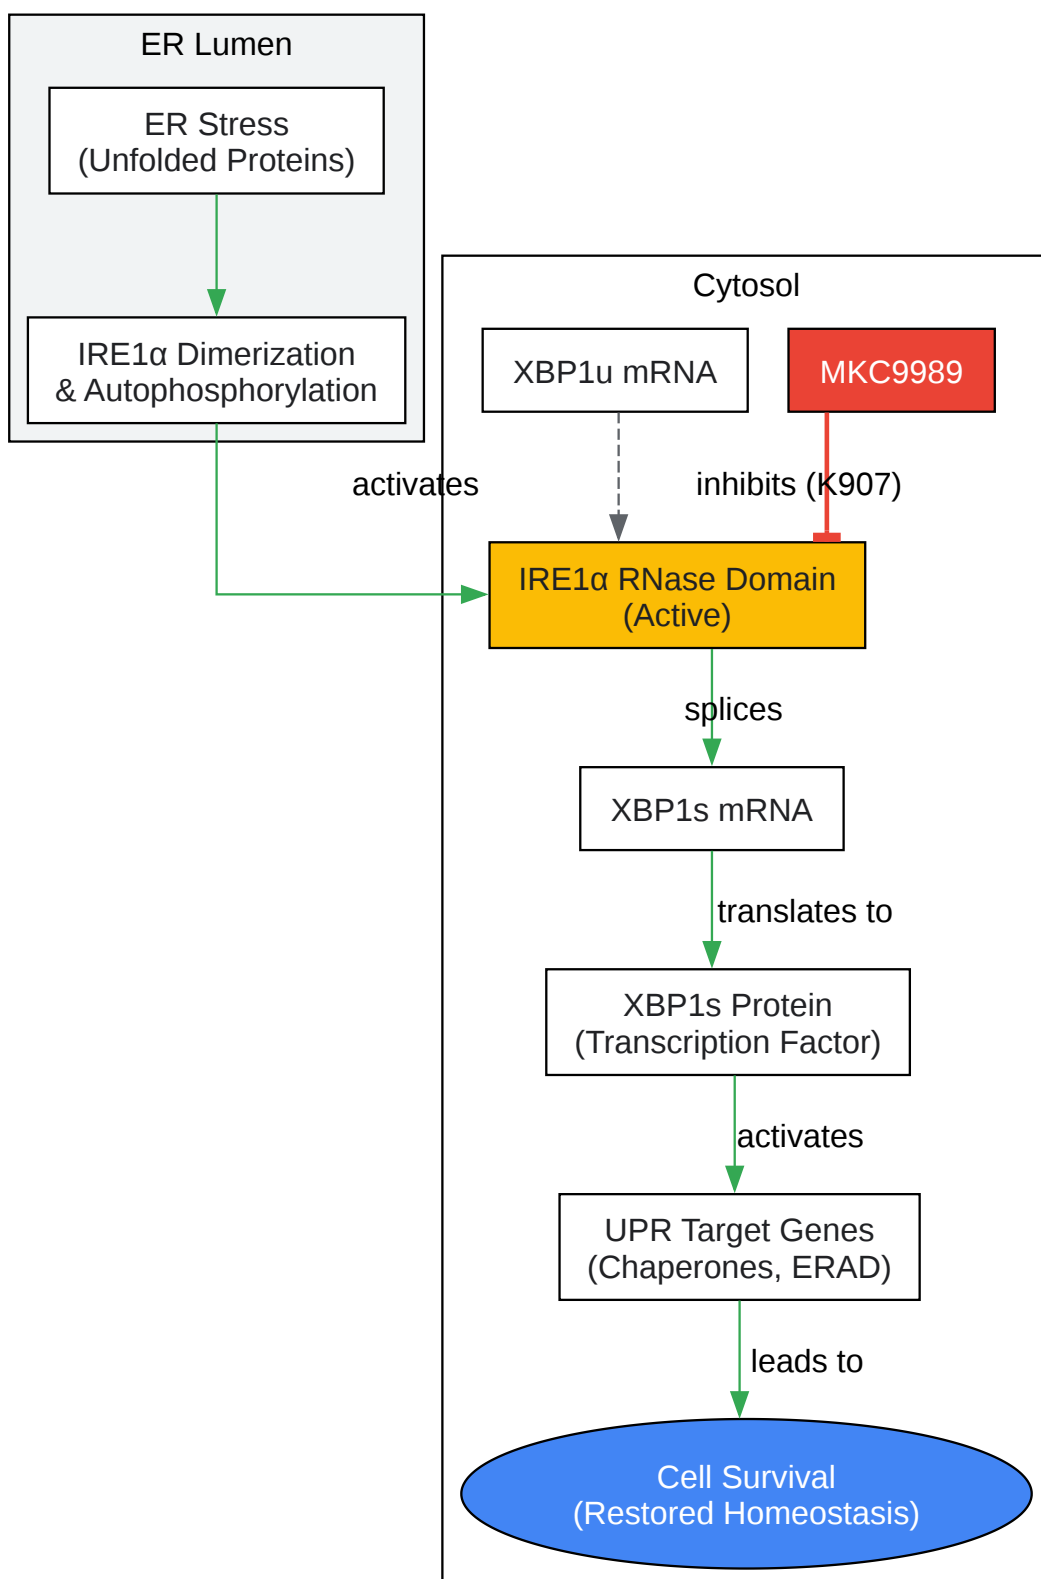 ER Lumen
ER Stress
(Unfolded Proteins)
IRE1α Dimerization
& Autophosphorylation
Cytosol
XBP1u mRNA
MKC9989
activates
inhibits (K907)
IRE1α RNase Domain
(Active)
splices
XBP1s mRNA
translates to
XBP1s Protein
(Transcription Factor)
activates
UPR Target Genes
(Chaperones, ERAD)
leads to
Cell Survival
(Restored Homeostasis)